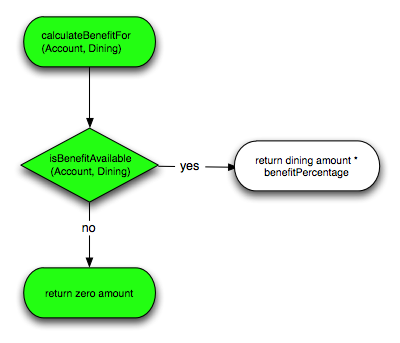 calculateBenefitFor
(Account, Dining)
isBenefitAvailable
(Account, Dining)
yes
return dining amount *
benefitPercentage
no
return zero amount